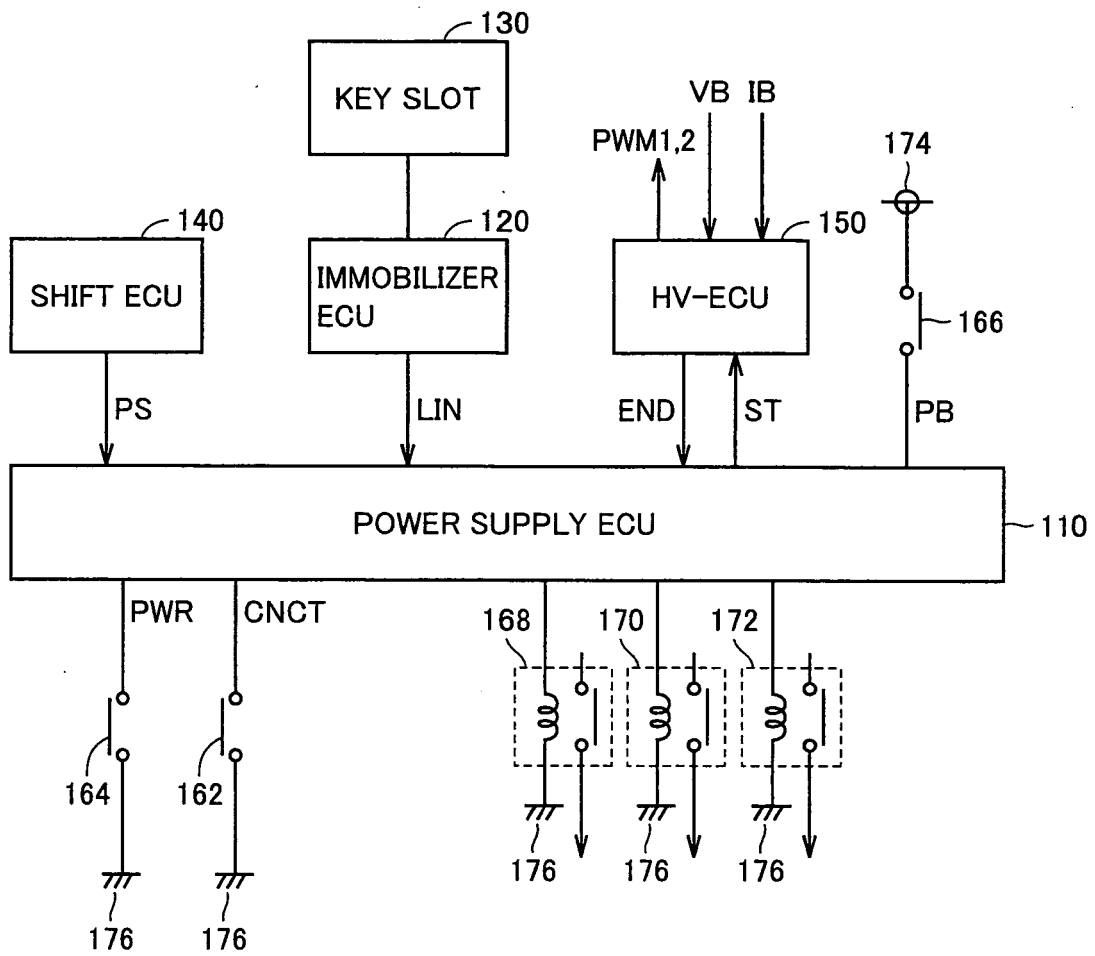 130
KEY SLOT
VB IB
PWM1,2
174
140
120
150
SHIFT ECU
IMMOBILIZER
ECU
HV-ECU
166
PS
LIN
END
ST
PB
POWER SUPPLY ECU
110
PWR
CNCT
168
170
172
164
162
176
176
176
176
176